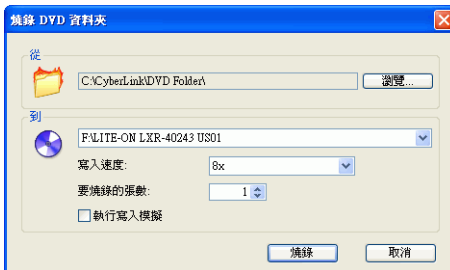 燒錄 DVD 資料夾
從
C:\CyberLink\DVD Folder\
瀏覽...
到
F:\LITE-ON LXR-40243 US01
寫入速度:
8x
要燒錄的張數:
1
執行寫入模擬
燒錄
取消